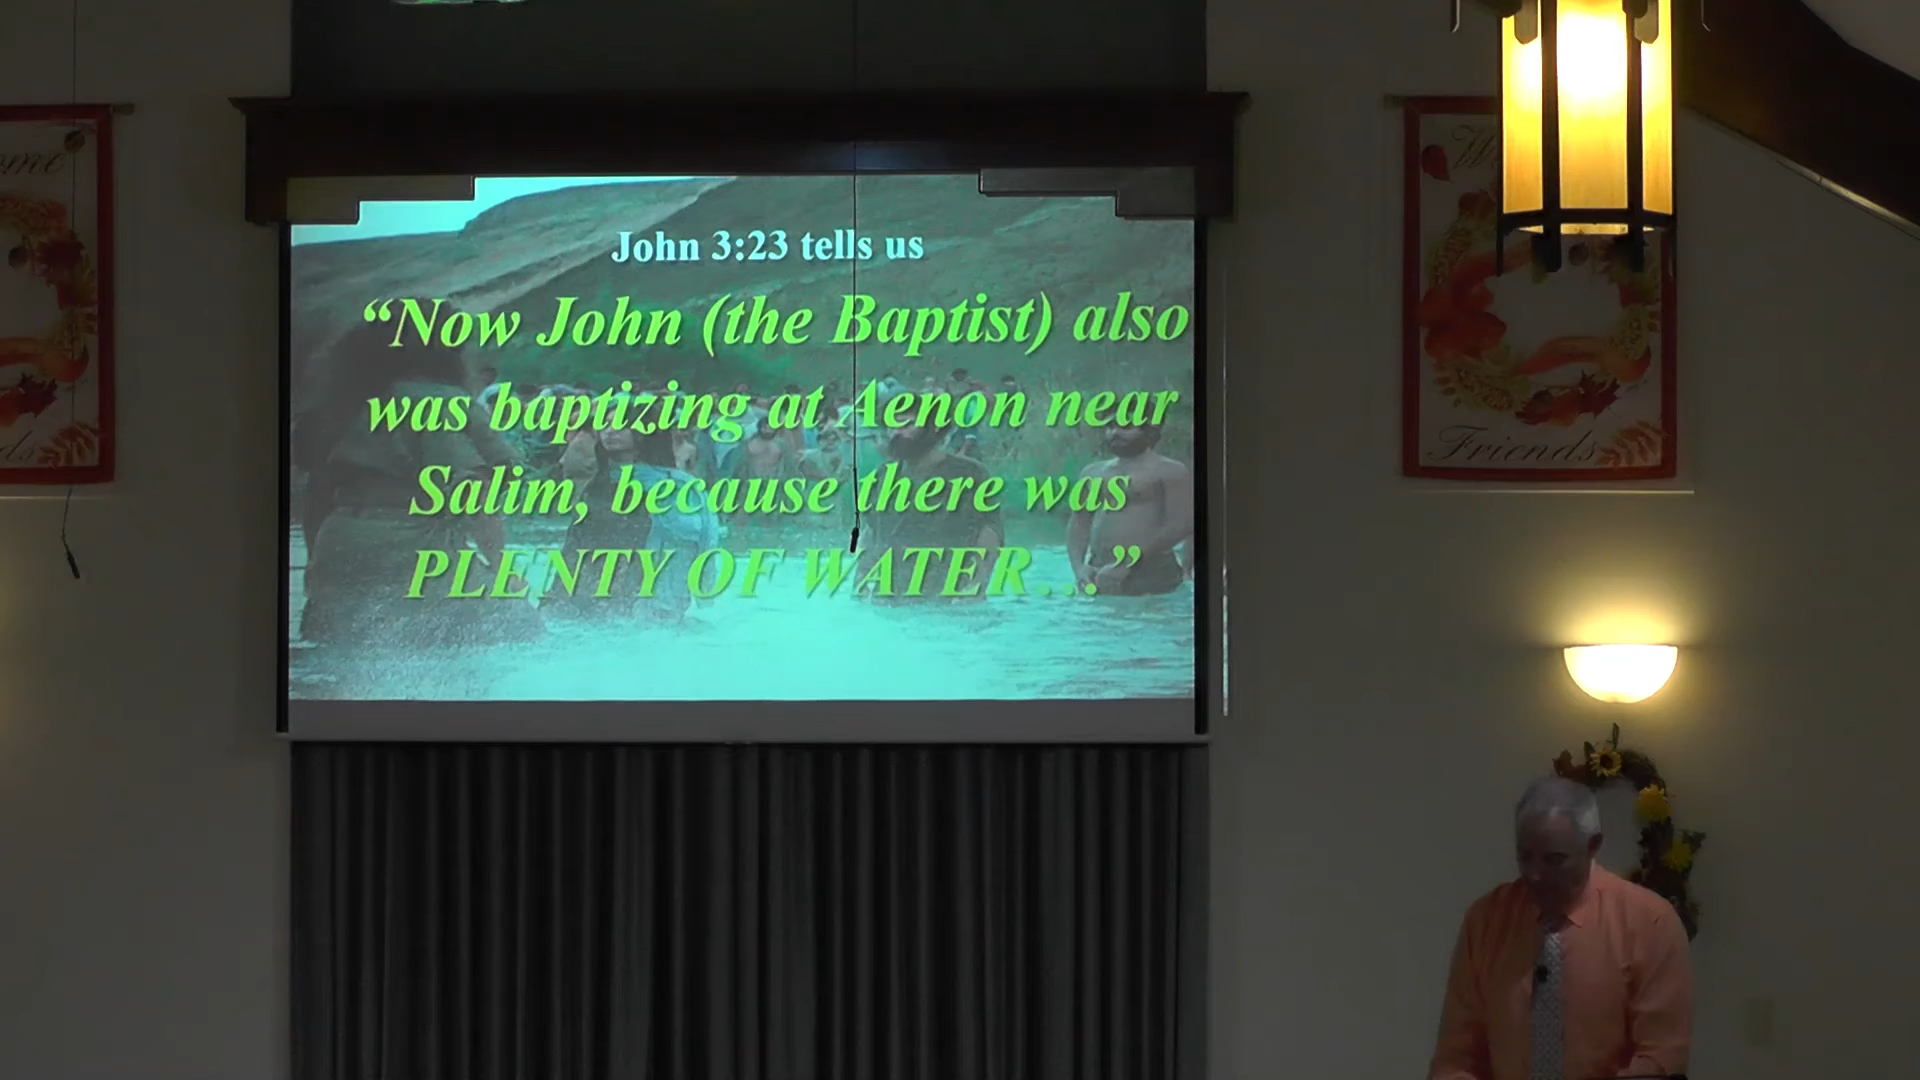 John 3:23 tells us
“Now John (the Baptist) also
was baptizing at Aenon near
Salim, because there was
PLENTY OF WATER…”
Friends